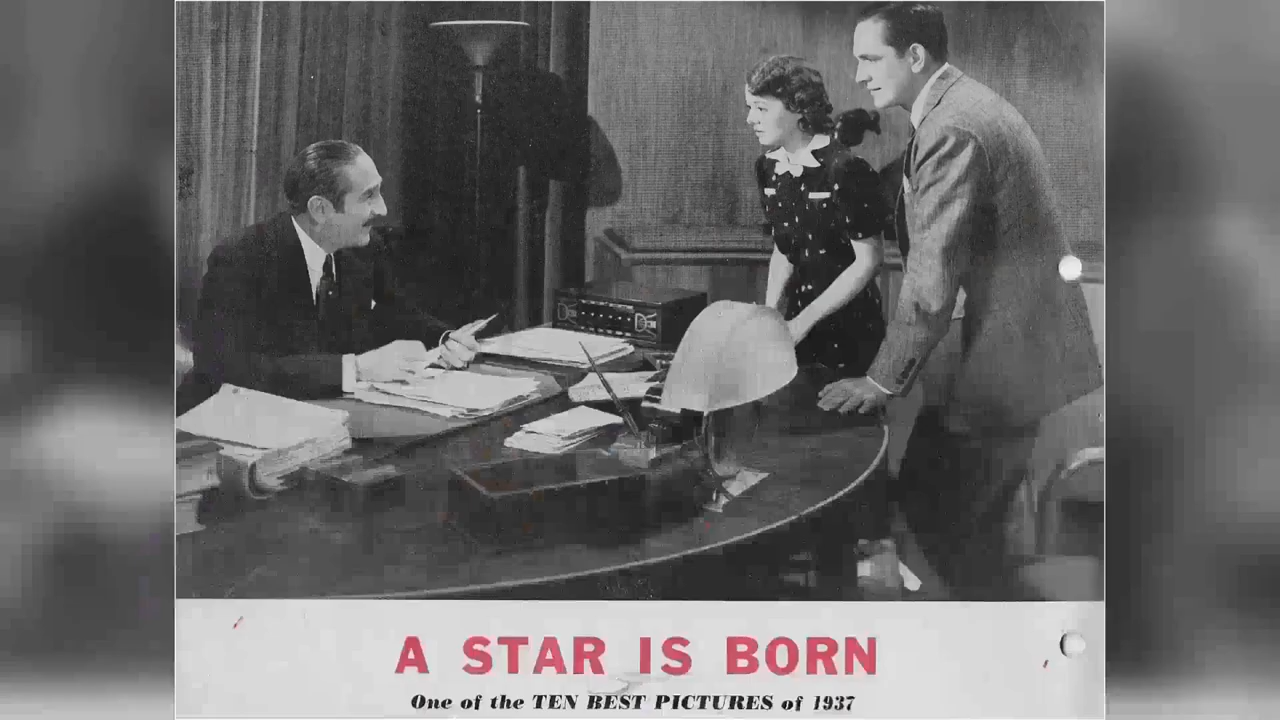 A STAR IS BORN
One of the TEN BEST PICTURES of 1937